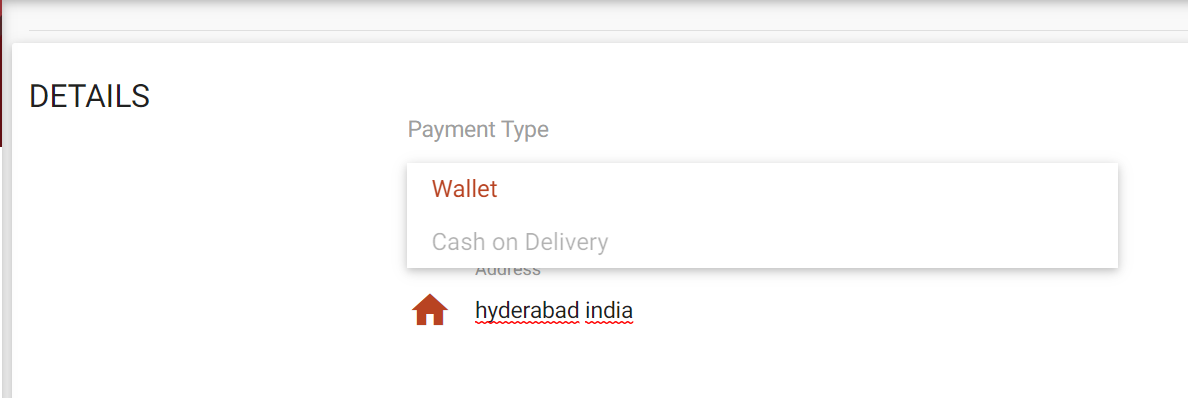 DETAILS
Payment Type
Wallet
Cash on Delivery
Address
hyderabad india